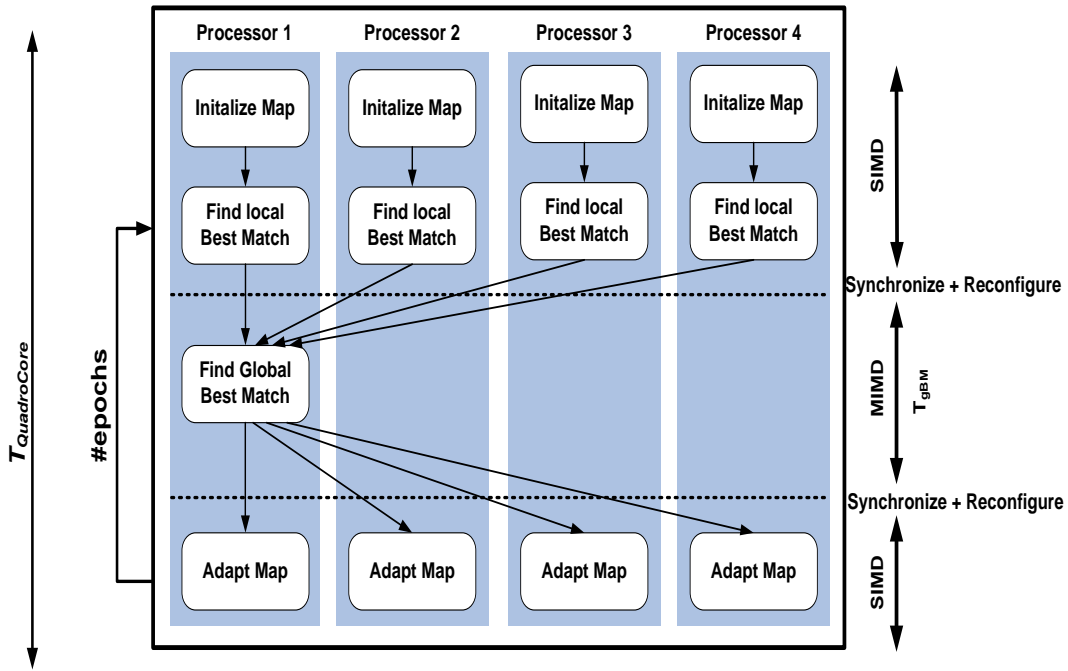 Processor 1
Processor 2
Processor 3
Processor 4
Initalize Map
Initalize Map
Initalize Map
Initalize Map
SIMD
Find local
Best Match
Find local
Best Match
Find local
Best Match
Find local
Best Match
Synchronize + Reconfigure
T_QuadroCore
#epochs
Find Global
Best Match
MIMD
T_gBM
Synchronize + Reconfigure
Adapt Map
Adapt Map
Adapt Map
Adapt Map
SIMD